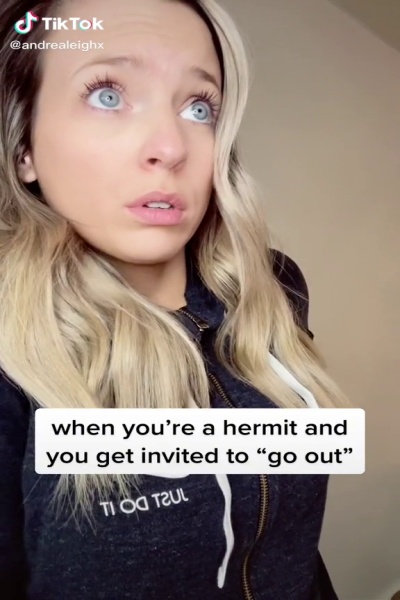 TikTok
@andrealeighx
when you're a hermit and
you get invited to “go out”
JUST DO IT